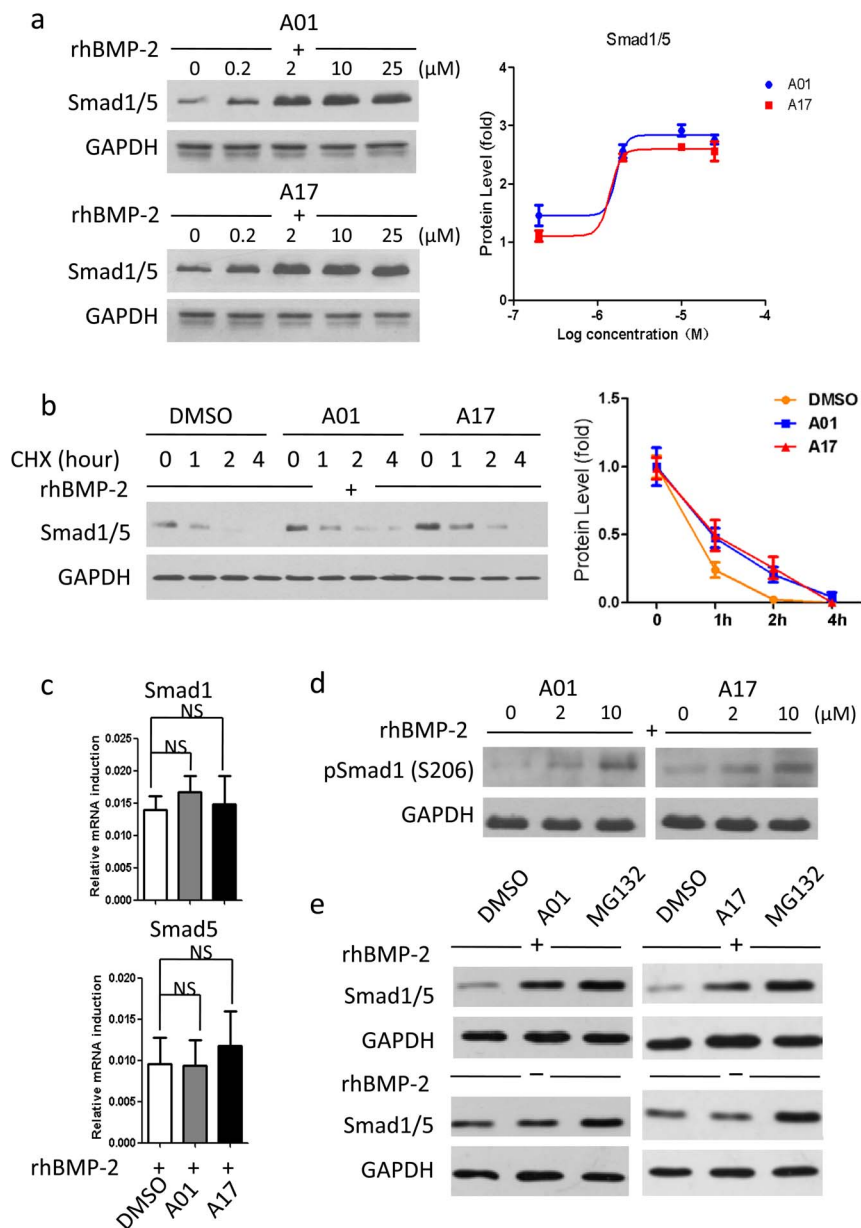 a
A01
rhBMP-2 +
0 0.2 2 10 25 (μM)
Smad1/5
GAPDH
A17
rhBMP-2 +
0 0.2 2 10 25 (μM)
Smad1/5
GAPDH
Smad1/5
A01
A17
Protein Level (fold)
4
3
2
1
0
-7 -6 -5 -4
Log concentration (M)
b
DMSO A01 A17
CHX (hour) 0 1 2 4 0 1 2 4 0 1 2 4
rhBMP-2 +
Smad1/5
GAPDH
DMSO
A01
A17
Protein Level (fold)
1.5
1.0
0.5
0.0
0 1h 2h 4h
c
Smad1
NS
NS
Relative mRNA induction
0.025
0.020
0.015
0.010
0.005
0.000
Smad5
NS
NS
Relative mRNA induction
0.020
0.015
0.010
0.005
0.000
rhBMP-2 + + +
DMSO A01 A17
d
A01 A17
0 2 10 0 2 10 (μM)
rhBMP-2 +
pSmad1 (S206)
GAPDH
e
DMSO A01 MG132 DMSO A17 MG132
rhBMP-2 + +
Smad1/5
GAPDH
rhBMP-2 − −
Smad1/5
GAPDH